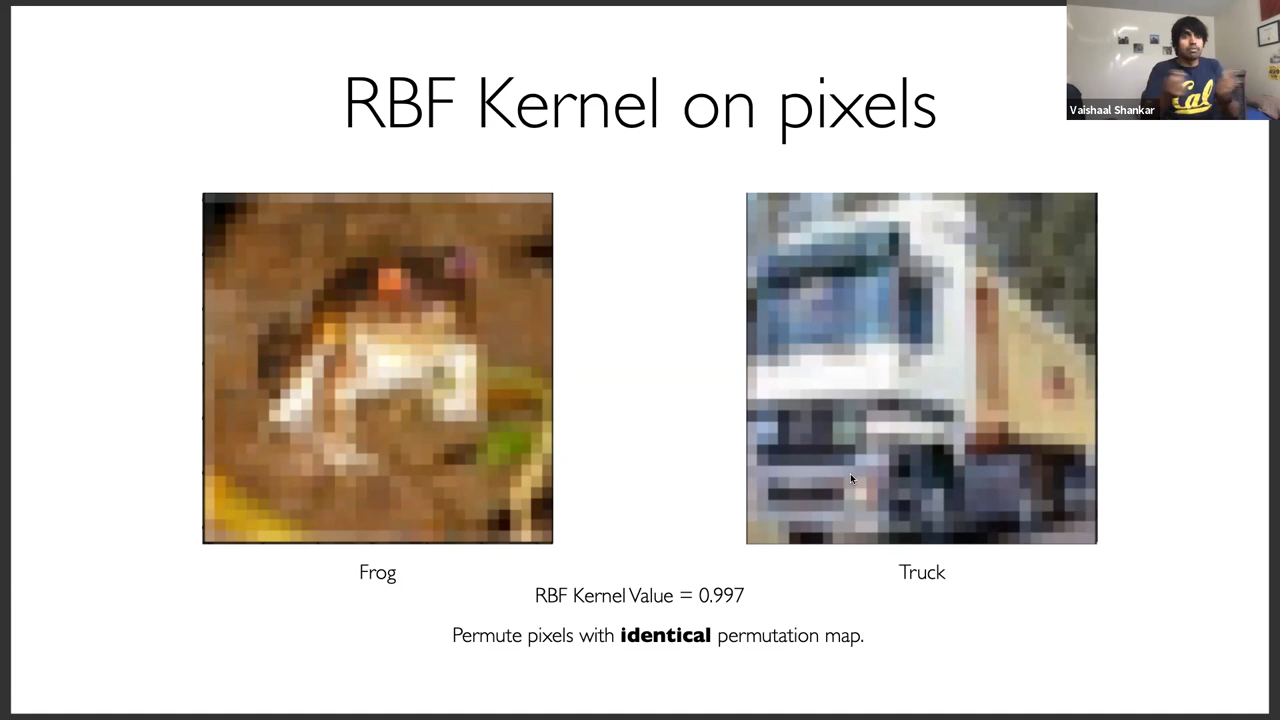 RBF Kernel on pixels
Vaishaal Shankar
Cal
Frog
Truck
RBF Kernel Value = 0.997
Permute pixels with identical permutation map.